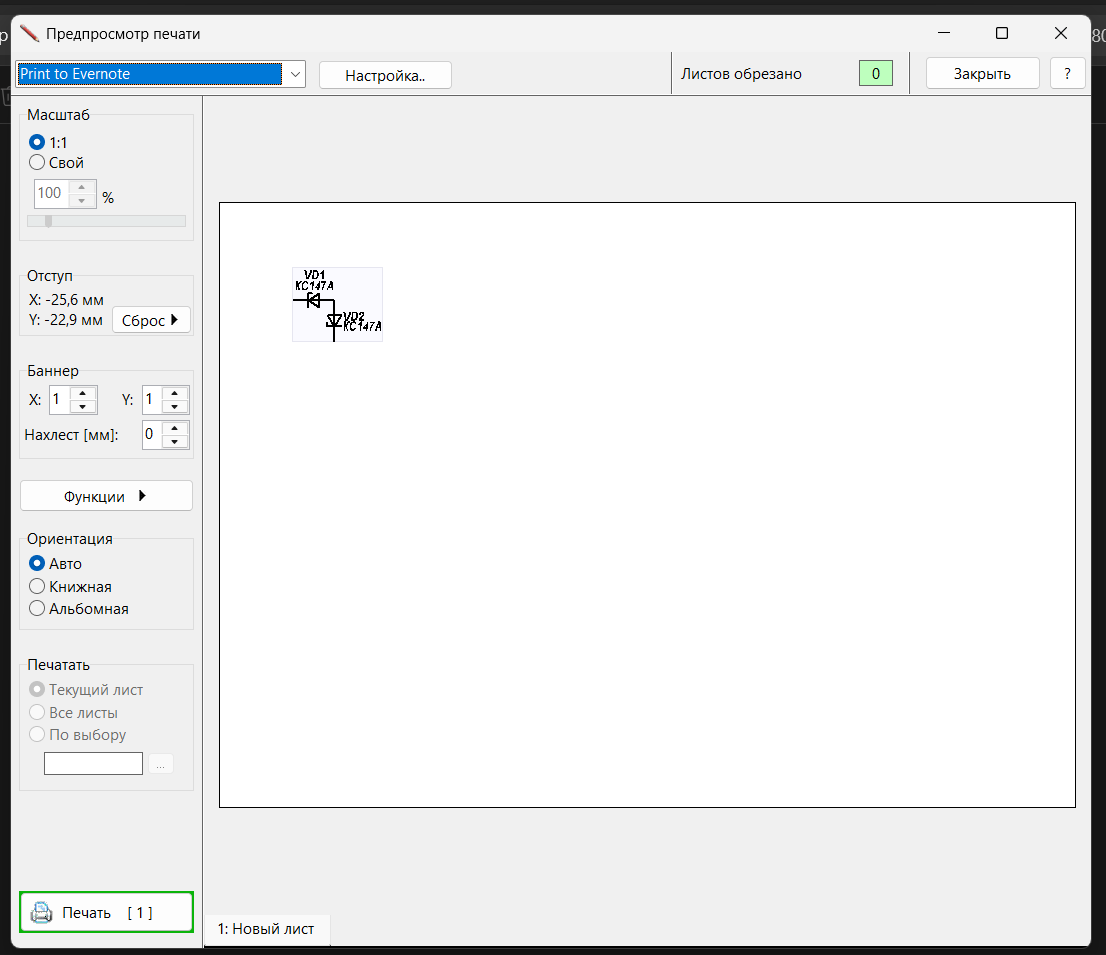 Предпросмотр печати
Print to Evernote
Настройка..
Листов обрезано
0
Закрыть
?
Масштаб
1:1
Свой
100
%
Отступ
X: -25,6 мм
Y: -22,9 мм
Сброс
Баннер
X:
1
Y:
1
Нахлест [мм]:
0
Функции
Ориентация
Авто
Книжная
Альбомная
Печатать
Текущий лист
Все листы
По выбору
...
Печать [ 1 ]
VD1
КС147А
VD2
КС147А
1: Новый лист